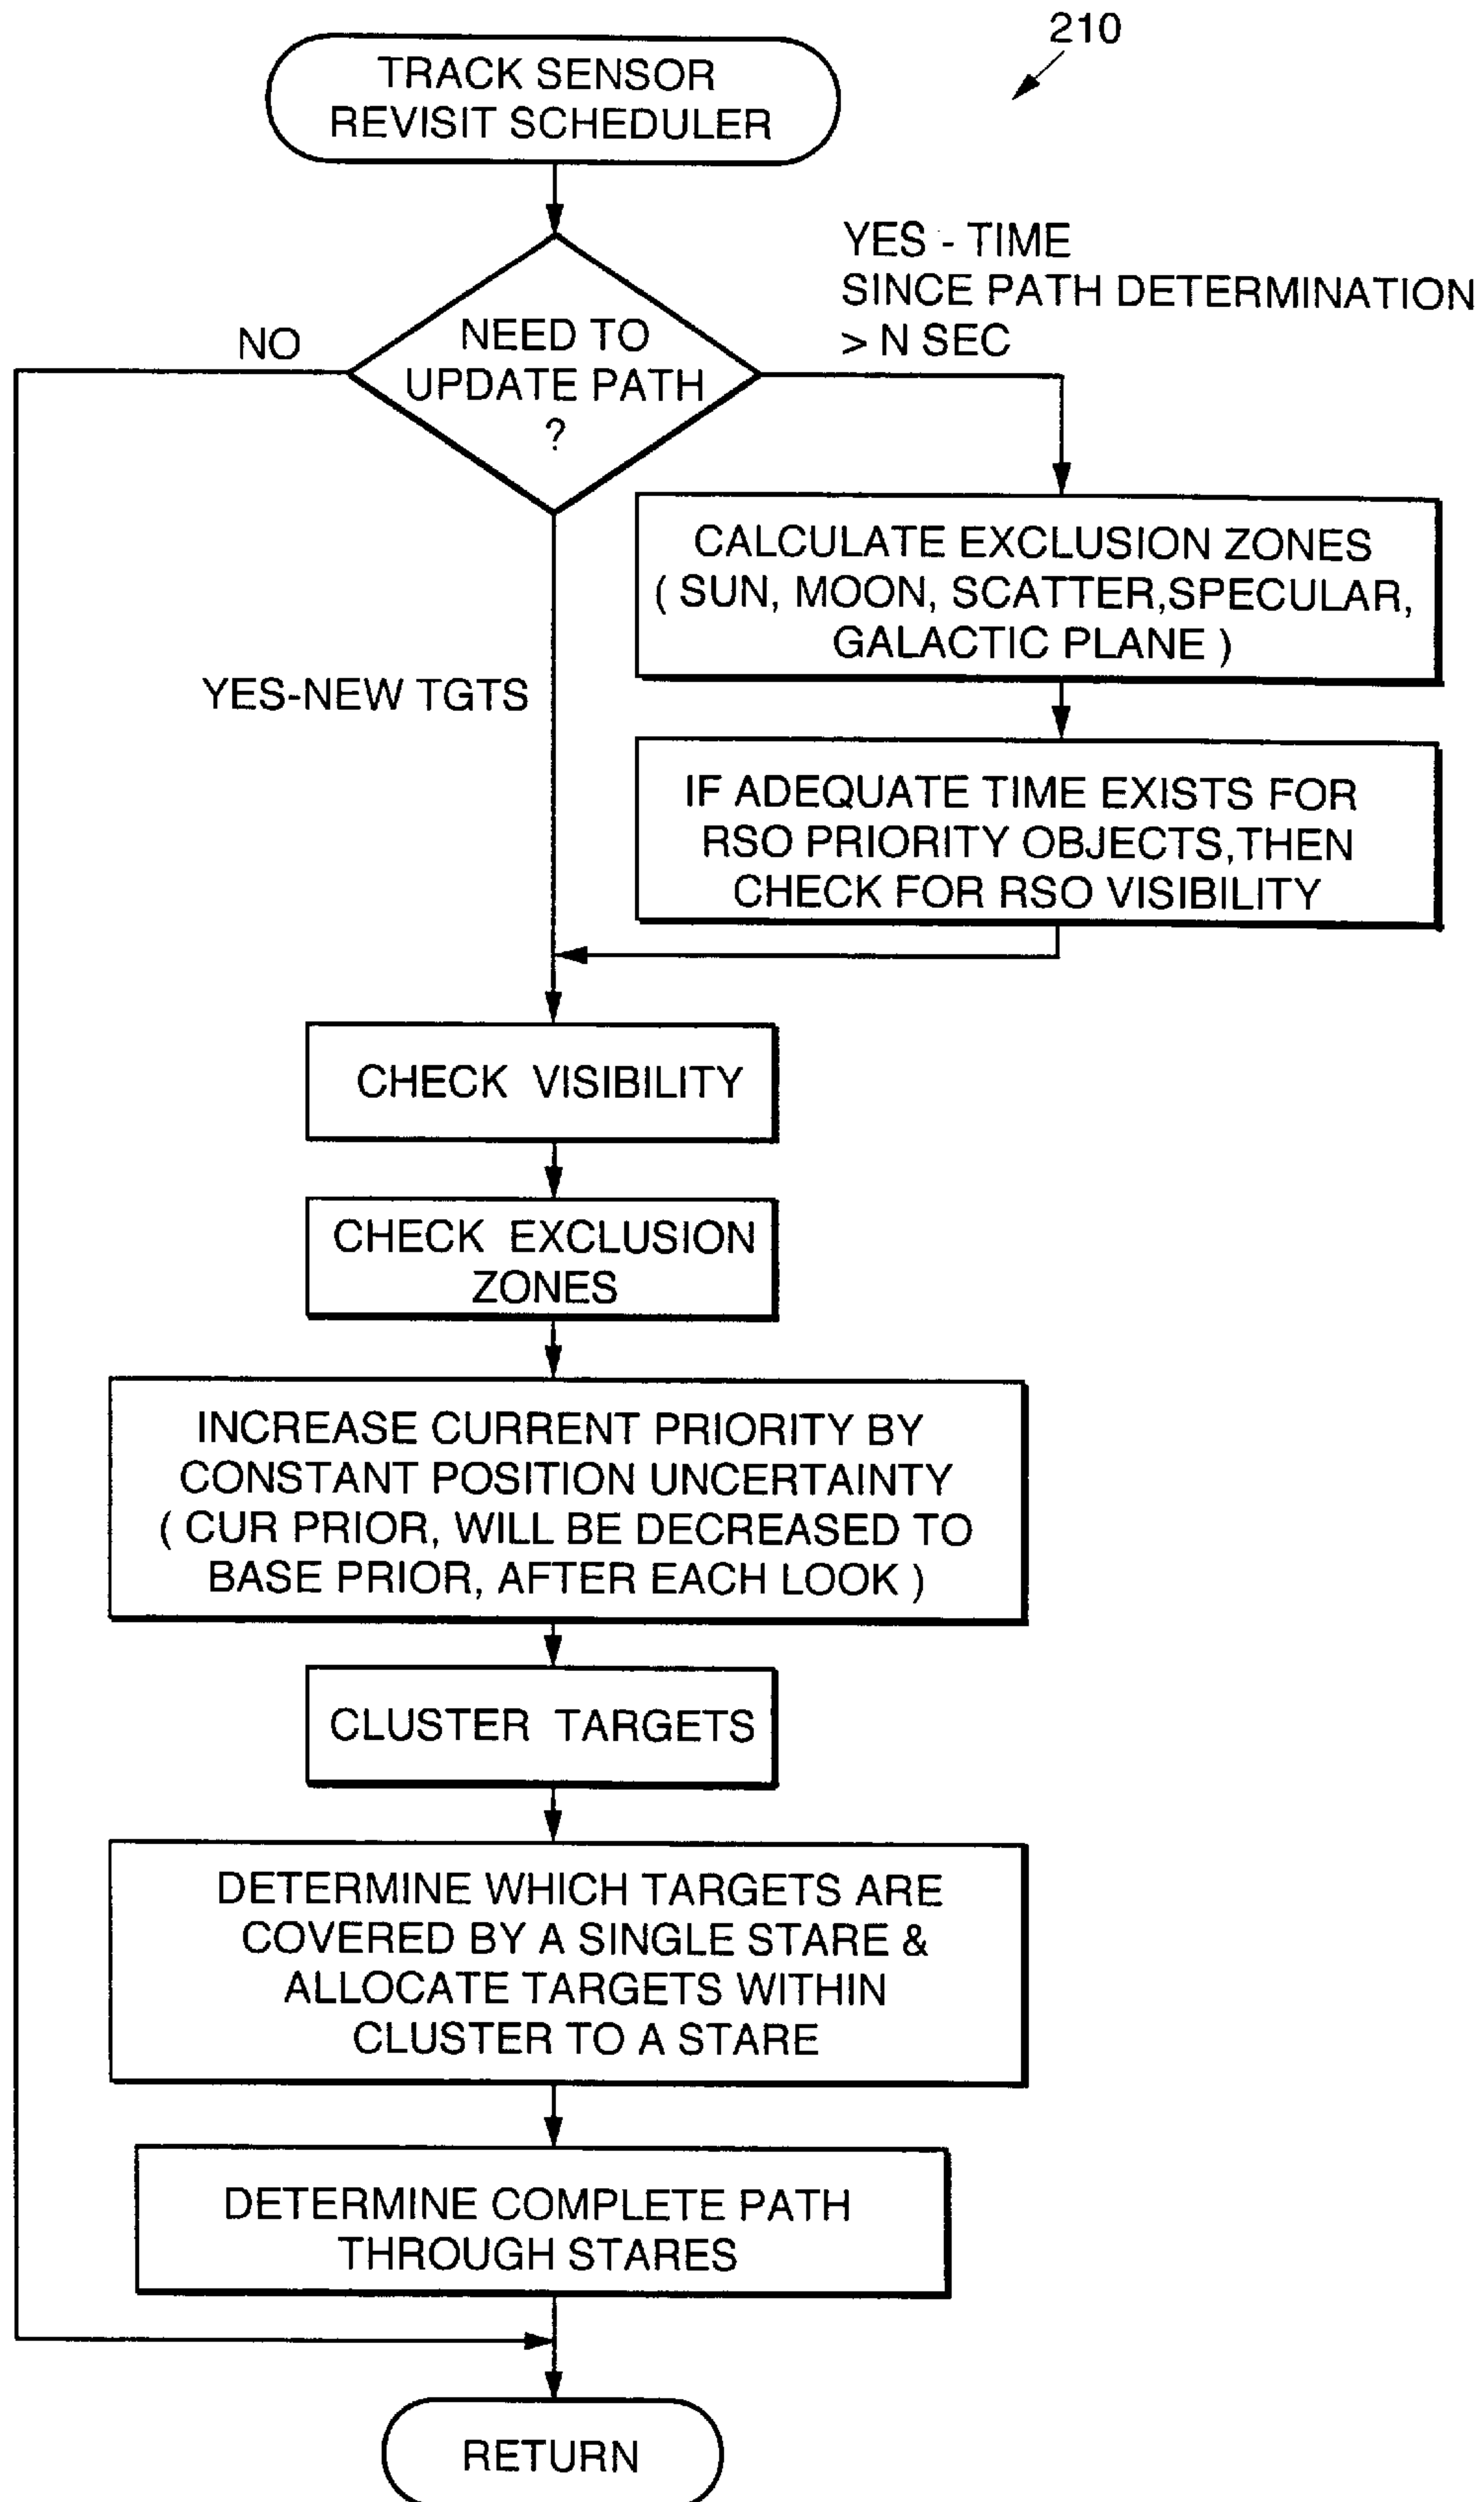 210
TRACK SENSOR
REVISIT SCHEDULER
YES - TIME
SINCE PATH DETERMINATION
> N SEC
NO
NEED TO
UPDATE PATH
?
CALCULATE EXCLUSION ZONES
( SUN, MOON, SCATTER,SPECULAR,
GALACTIC PLANE )
YES-NEW TGTS
IF ADEQUATE TIME EXISTS FOR
RSO PRIORITY OBJECTS,THEN
CHECK FOR RSO VISIBILITY
CHECK VISIBILITY
CHECK EXCLUSION
ZONES
INCREASE CURRENT PRIORITY BY
CONSTANT POSITION UNCERTAINTY
( CUR PRIOR, WILL BE DECREASED TO
BASE PRIOR, AFTER EACH LOOK )
CLUSTER TARGETS
DETERMINE WHICH TARGETS ARE
COVERED BY A SINGLE STARE &
ALLOCATE TARGETS WITHIN
CLUSTER TO A STARE
DETERMINE COMPLETE PATH
THROUGH STARES
RETURN